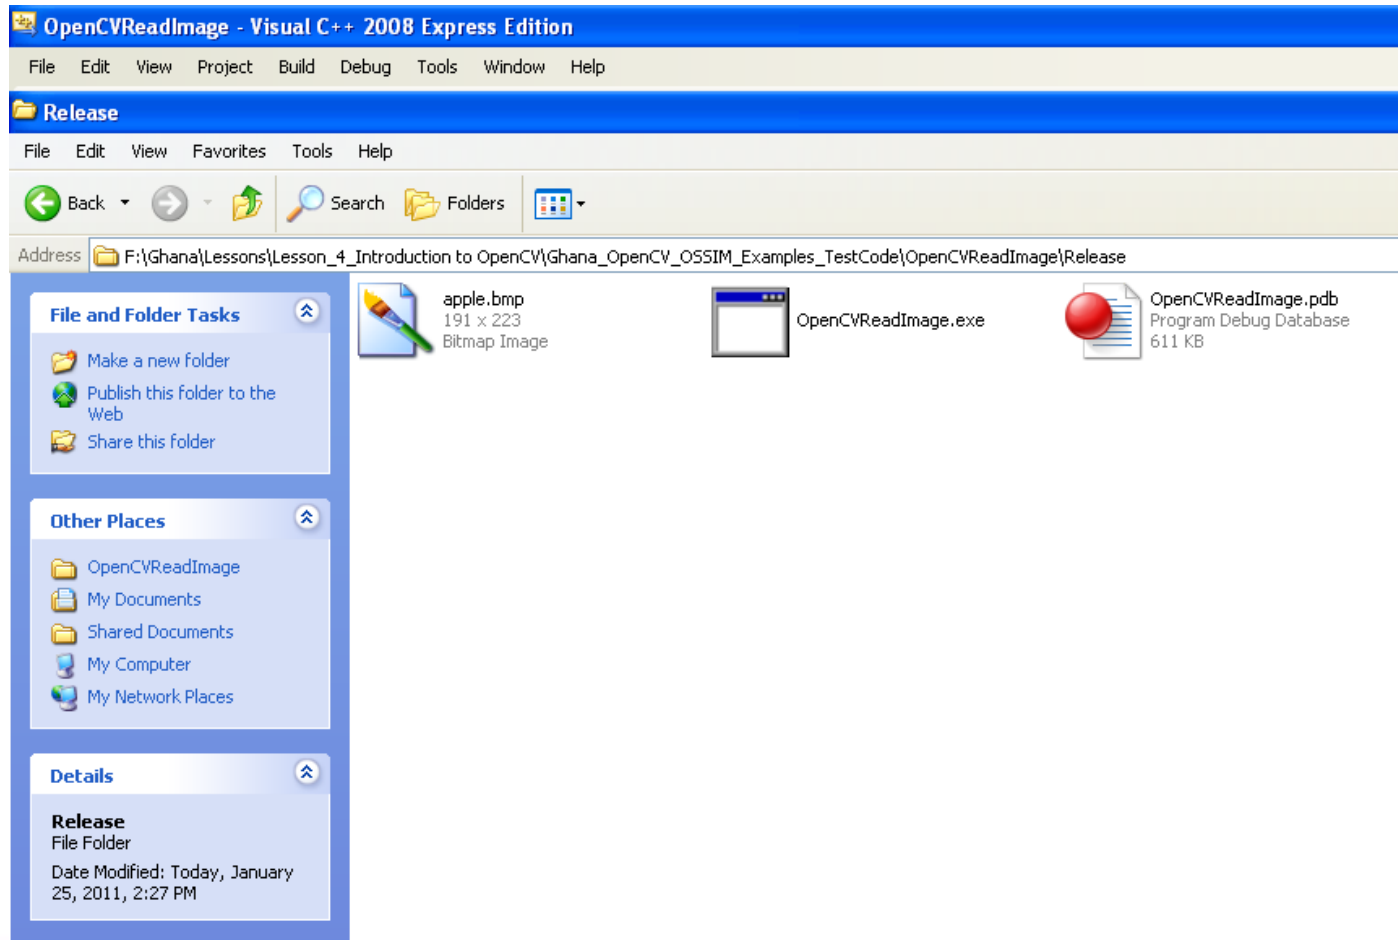 OpenCVReadImage - Visual C++ 2008 Express Edition
File Edit View Project Build Debug Tools Window Help
Release
File Edit View Favorites Tools Help
Back Search Folders
Address F:\Ghana\Lessons\Lesson_4_Introduction to OpenCV\Ghana_OpenCV_OSSIM_Examples_TestCode\OpenCVReadImage\Release
File and Folder Tasks
Make a new folder
Publish this folder to the
Web
Share this folder
Other Places
OpenCVReadImage
My Documents
Shared Documents
My Computer
My Network Places
Details
Release
File Folder
Date Modified: Today, January
25, 2011, 2:27 PM
apple.bmp
191 x 223
Bitmap Image
OpenCVReadImage.exe
OpenCVReadImage.pdb
Program Debug Database
611 KB